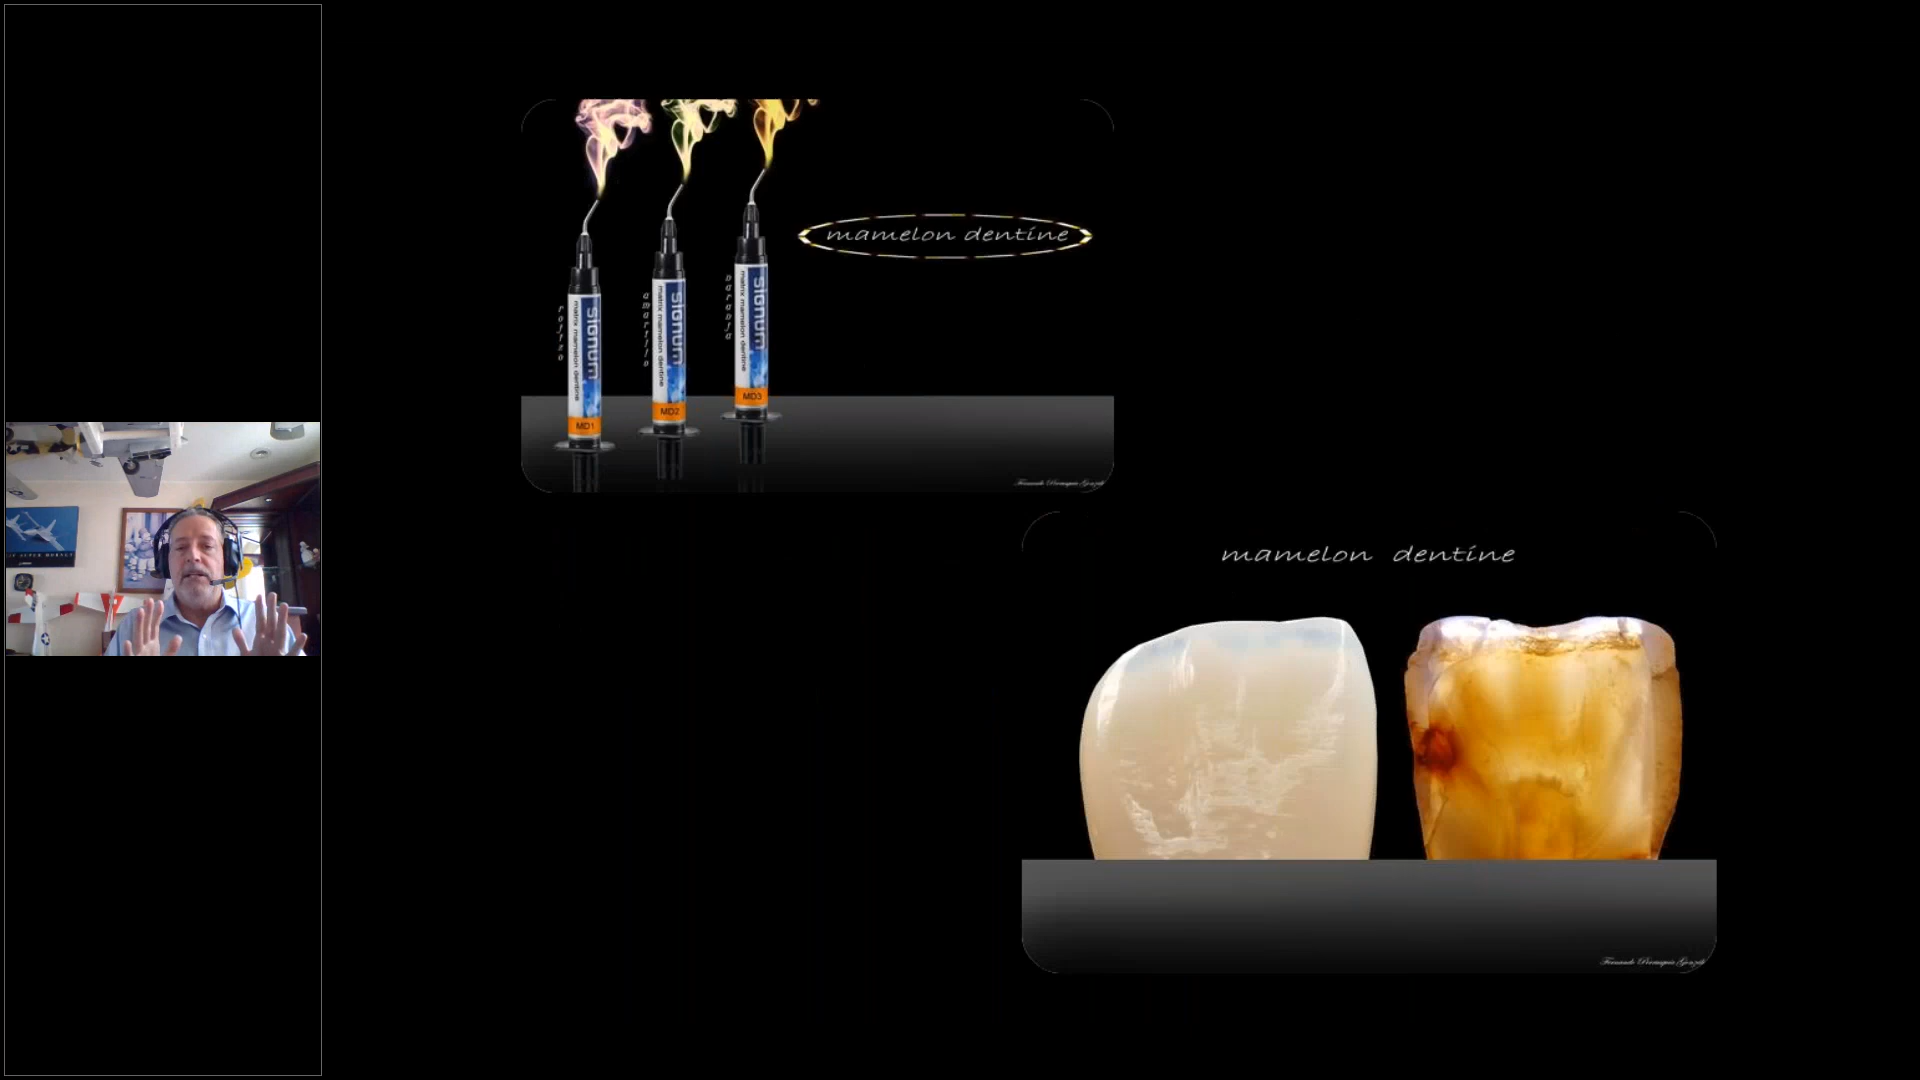 mamelon dentine
rojizo
amarillo
naranja
signum
matrix mamelon dentine
MD1
signum
matrix mamelon dentine
MD2
signum
matrix mamelon dentine
MD3
mamelon dentine